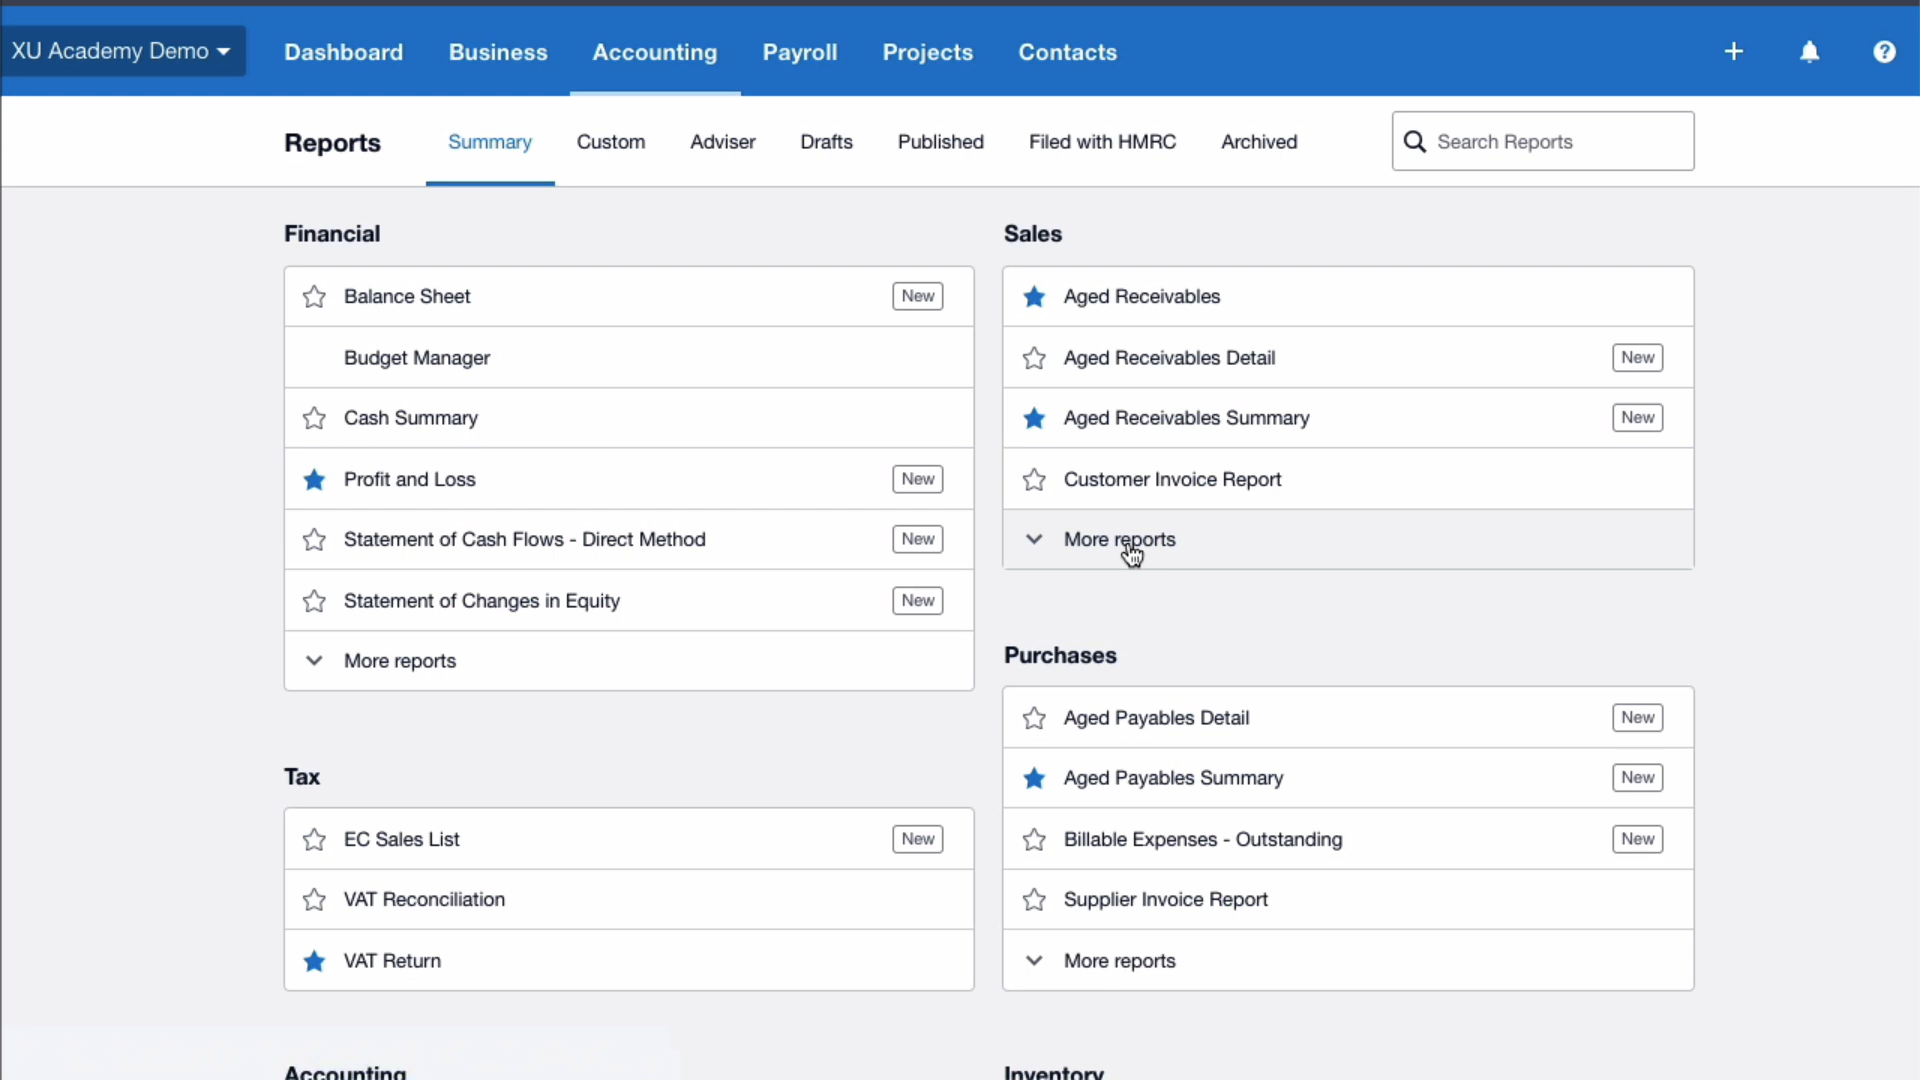 XU Academy Demo
Dashboard
Business
Accounting
Payroll
Projects
Contacts
Reports
Summary
Custom
Adviser
Drafts
Published
Filed with HMRC
Archived
Search Reports
Financial
Balance Sheet
New
Budget Manager
Cash Summary
Profit and Loss
New
Statement of Cash Flows - Direct Method
New
Statement of Changes in Equity
New
More reports
Tax
EC Sales List
New
VAT Reconciliation
VAT Return
Accounting
Sales
Aged Receivables
Aged Receivables Detail
New
Aged Receivables Summary
New
Customer Invoice Report
More reports
Purchases
Aged Payables Detail
New
Aged Payables Summary
New
Billable Expenses - Outstanding
New
Supplier Invoice Report
More reports
Inventory